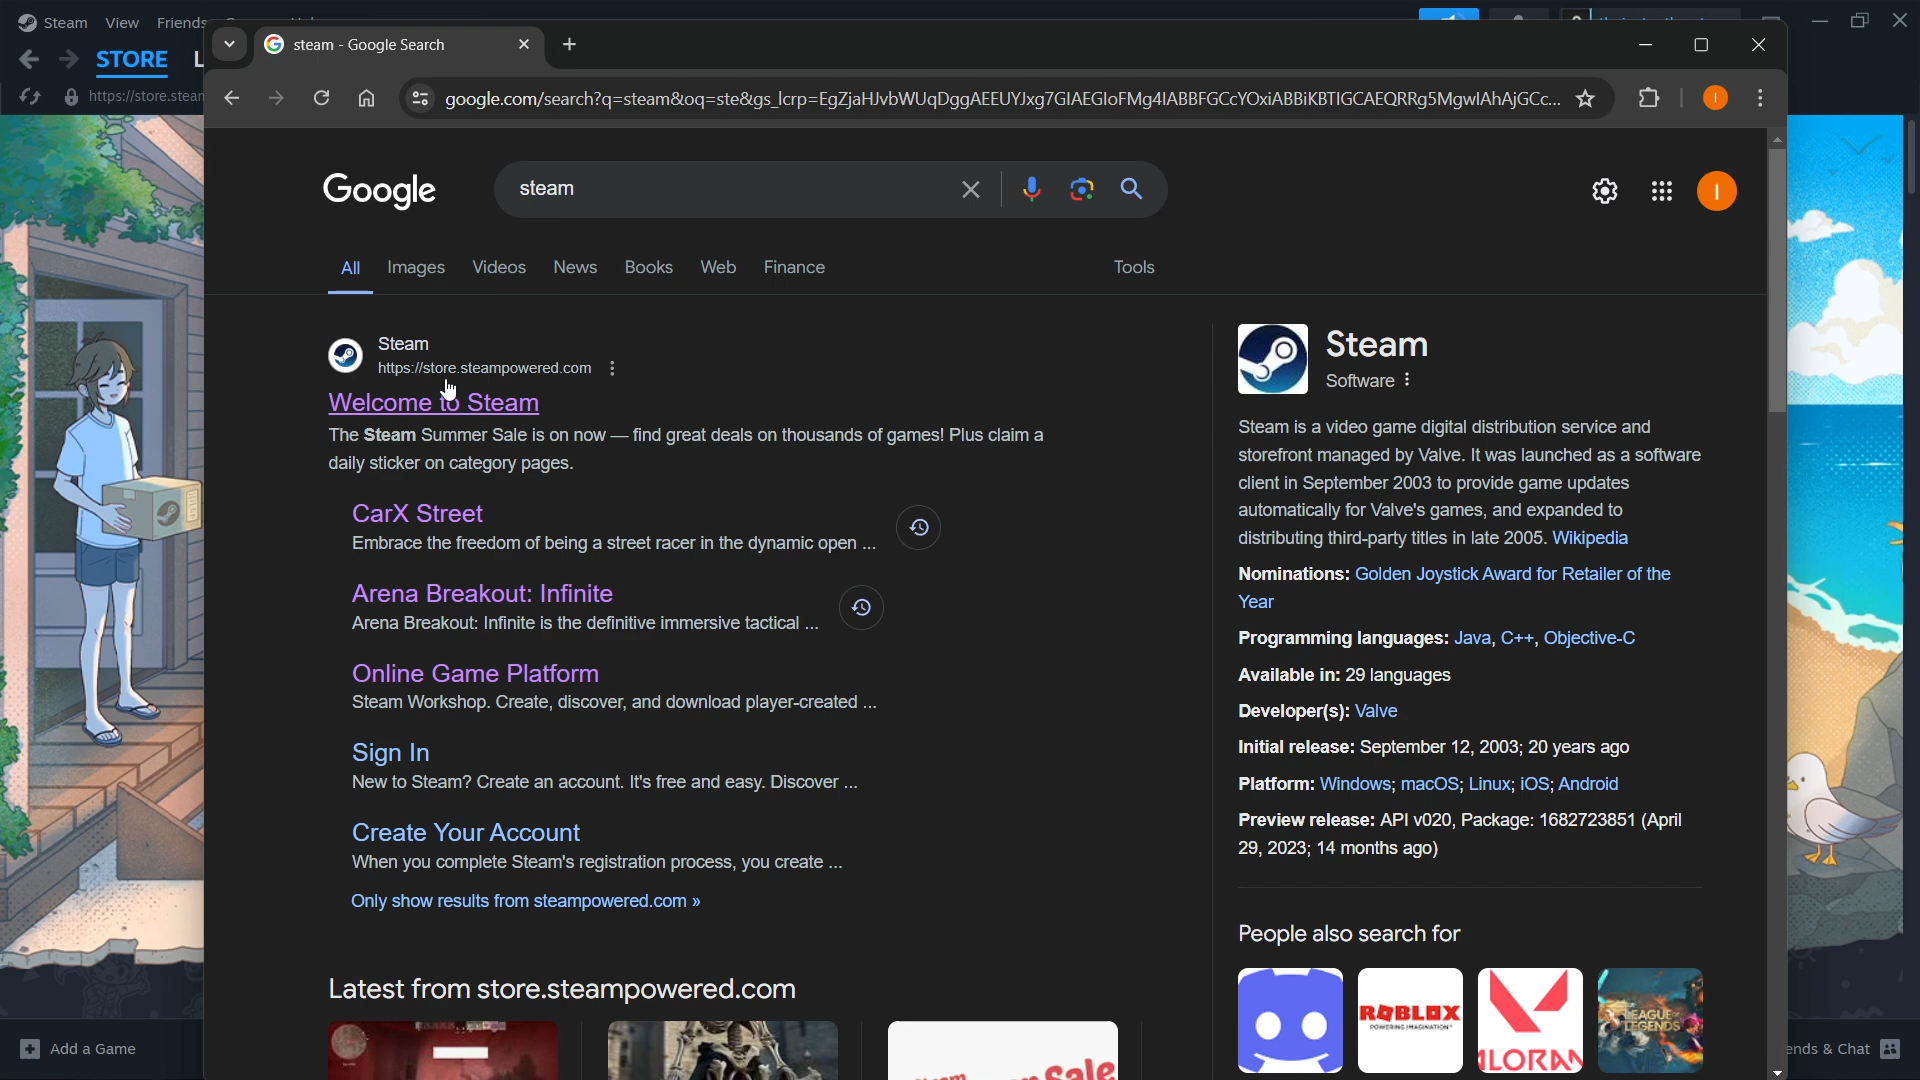 Steam View Friends
STORE
https://store.stear
steam - Google Search
google.com/search?q=steam&oq=ste&gs_lcrp=EgZjaHJvbWUqDggAEEUYJxg7GIAEGIoFMg4IABBFGCcYOxiABBiKBTIGCAEQRRg5MgwIAhAjGCc...
Google
steam
All Images Videos News Books Web Finance Tools
Steam
https://store.steampowered.com
Welcome to Steam
The Steam Summer Sale is on now — find great deals on thousands of games! Plus claim a
daily sticker on category pages.
CarX Street
Embrace the freedom of being a street racer in the dynamic open ...
Arena Breakout: Infinite
Arena Breakout: Infinite is the definitive immersive tactical ...
Online Game Platform
Steam Workshop. Create, discover, and download player-created ...
Sign In
New to Steam? Create an account. It's free and easy. Discover ...
Create Your Account
When you complete Steam's registration process, you create ...
Only show results from steampowered.com »
Latest from store.steampowered.com
Sale
Steam
Software
Steam is a video game digital distribution service and
storefront managed by Valve. It was launched as a software
client in September 2003 to provide game updates
automatically for Valve's games, and expanded to
distributing third-party titles in late 2005. Wikipedia
Nominations: Golden Joystick Award for Retailer of the
Year
Programming languages: Java, C++, Objective-C
Available in: 29 languages
Developer(s): Valve
Initial release: September 12, 2003; 20 years ago
Platform: Windows; macOS; Linux; iOS; Android
Preview release: API v020, Package: 1682723851 (April
29, 2023; 14 months ago)
People also search for
ROBLOX
POWERING IMAGINATION
LORAN
LEAGUE OF
LEGENDS
Add a Game
ends & Chat